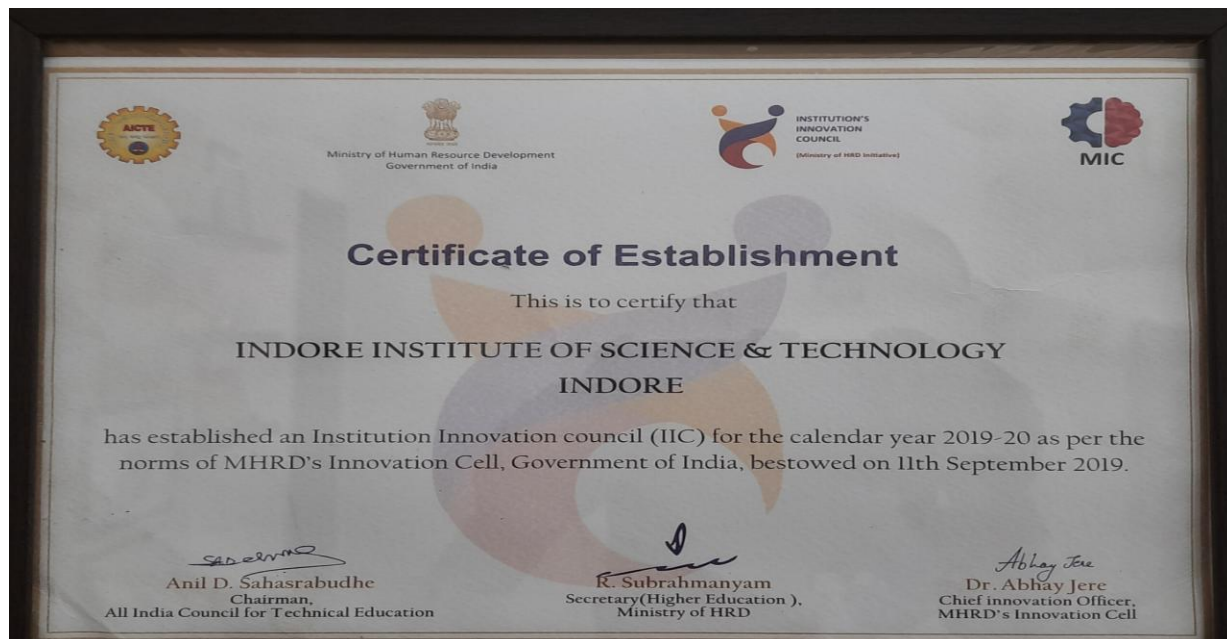 AICTE
Ministry of Human Resource Development
Government of India
INSTITUTION'S
INNOVATION
COUNCIL
(Ministry of HRD Initiative)
MIC
Certificate of Establishment
This is to certify that
INDORE INSTITUTE OF SCIENCE & TECHNOLOGY
INDORE
has established an Institution Innovation council (IIC) for the calendar year 2019-20 as per the
norms of MHRD's Innovation Cell, Government of India, bestowed on 11th September 2019.
Abhay Jere
Anil D. Sahasrabudhe
Chairman,
All India Council for Technical Education
R. Subrahmanyam
Secretary(Higher Education ),
Ministry of HRD
Dr. Abhay Jere
Chief innovation Officer,
MHRD's Innovation Cell